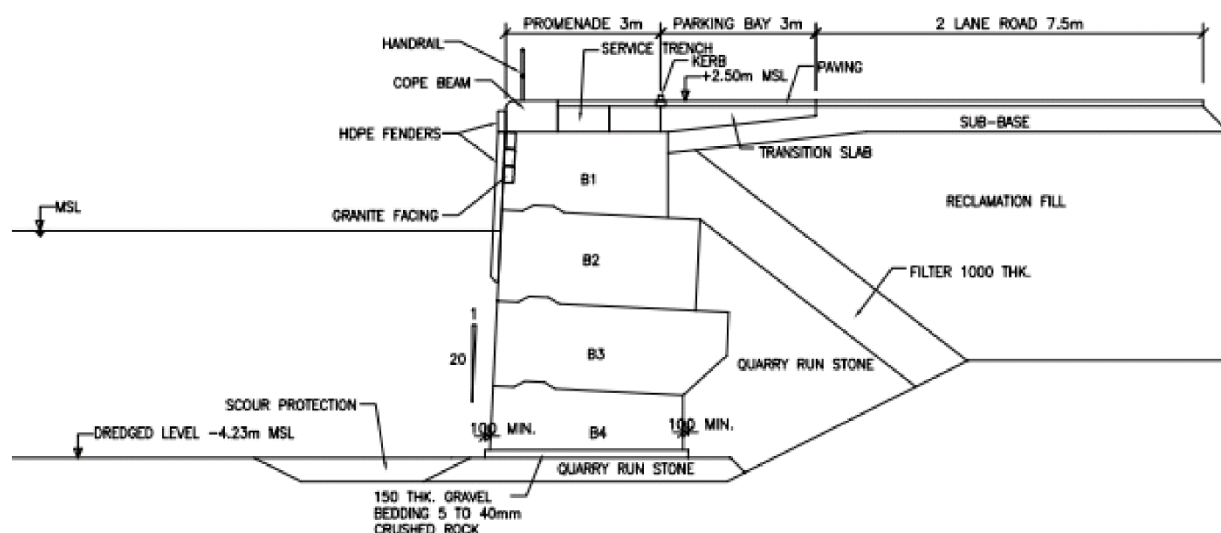 PROMENADE 3m
PARKING BAY 3m
2 LANE ROAD 7.5m
HANDRAIL
SERVICE TRENCH
KERB
+2.50m MSL
PAVING
COPE BEAM
SUB-BASE
HDPE FENDERS
TRANSITION SLAB
B1
RECLAMATION FILL
MSL
GRANITE FACING
B2
FILTER 1000 THK.
1
20
B3
QUARRY RUN STONE
SCOUR PROTECTION
100 MIN.
100 MIN.
DREDGED LEVEL -4.23m MSL
B4
QUARRY RUN STONE
150 THK. GRAVEL
BEDDING 5 TO 40mm
CRUSHED ROCK